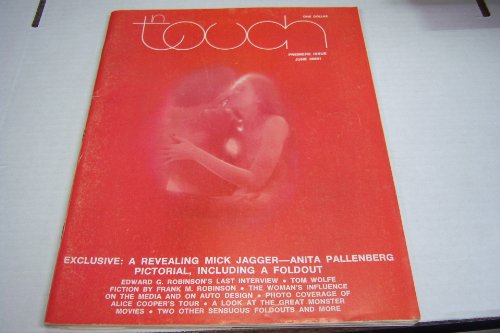 ONE DOLLAR
in touch
PREMIERE ISSUE
EXCLUSIVE: A REVEALING MICK JAGGER—ANITA PALLENBERG
PICTORIAL, INCLUDING A FOLDOUT
EDWARD G. ROBINSON'S LAST INTERVIEW • TOM WOLFE
FICTION BY FRANK M. ROBINSON • THE WOMAN'S INFLUENCE
ON THE MEDIA AND ON AUTO DESIGN • PHOTO COVERAGE OF
ALICE COOPER'S TOUR • A LOOK AT THE GREAT MONSTER
MOVIES • TWO OTHER SENSUOUS FOLDOUTS AND MORE